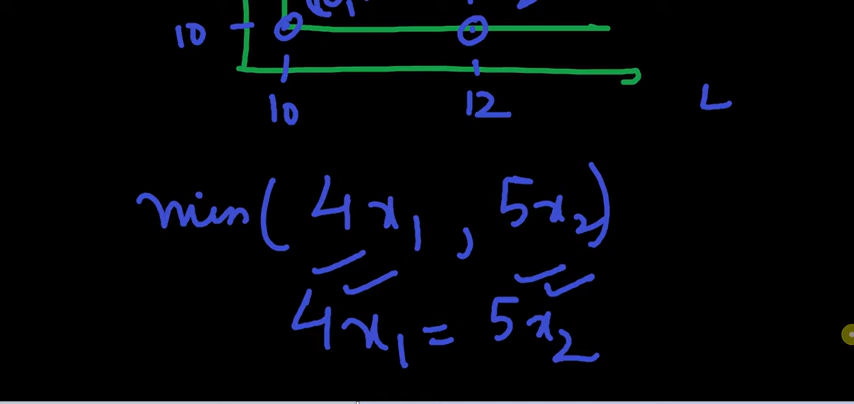 10
10 12 L
min(4x₁, 5x₂)
4x₁ = 5x₂